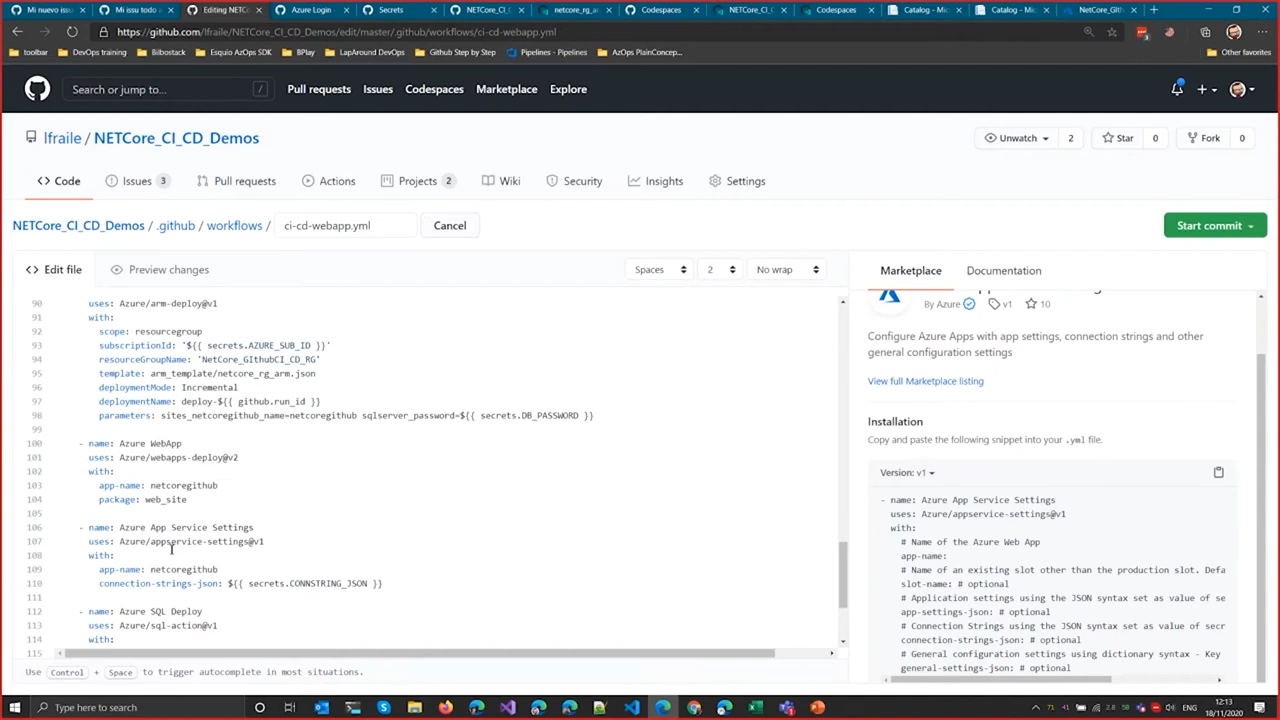 Mi nuevo issu
Mi issu todo a
Editing NETC
Azure Login ·
Secrets
NETCore_CI_C
netcore_rg_ar
Codespaces
NETCore_CI_
Codespaces
Catalog - Mic
Catalog - Mic
NetCore_GIth
https://github.com/lfraile/NETCore_CI_CD_Demos/edit/master/.github/workflows/ci-cd-webapp.yml
toolbar
DevOps training
Bilbostack
Esquio AzOps SDK
BPlay
LapAround DevOps
Github Step by Step
Pipelines - Pipelines
AzOps PlainConcep...
Other favorites
Search or jump to...
/
Pull requests
Issues
Codespaces
Marketplace
Explore
lfraile / NETCore_CI_CD_Demos
Unwatch
2
Star
0
Fork
0
<> Code
Issues 3
Pull requests
Actions
Projects 2
Wiki
Security
Insights
Settings
NETCore_CI_CD_Demos / .github / workflows / ci-cd-webapp.yml
Cancel
Start commit
<> Edit file
Preview changes
Spaces
2
No wrap
Marketplace
Documentation
90 uses: Azure/arm-deploy@v1
91 with:
92 scope: resourcegroup
93 subscriptionId: '${{ secrets.AZURE_SUB_ID }}'
94 resourceGroupName: 'NetCore_GIthubCI_CD_RG'
95 template: arm_template/netcore_rg_arm.json
96 deploymentMode: Incremental
97 deploymentName: deploy-${{ github.run_id }}
98 parameters: sites_netcoregithub_name=netcoregithub sqlserver_password=${{ secrets.DB_PASSWORD }}
99
100 - name: Azure WebApp
101 uses: Azure/webapps-deploy@v2
102 with:
103 app-name: netcoregithub
104 package: web_site
105
106 - name: Azure App Service Settings
107 uses: Azure/appservice-settings@v1
108 with:
109 app-name: netcoregithub
110 connection-strings-json: ${{ secrets.CONNSTRING_JSON }}
111
112 - name: Azure SQL Deploy
113 uses: Azure/sql-action@v1
114 with:
115
Use Control + Space to trigger autocomplete in most situations.
By Azure
v1
10
Configure Azure Apps with app settings, connection strings and other
general configuration settings
View full Marketplace listing
Installation
Copy and paste the following snippet into your .yml file.
Version: v1
- name: Azure App Service Settings
uses: Azure/appservice-settings@v1
with:
# Name of the Azure Web App
app-name:
# Name of an existing slot other than the production slot. Defa
slot-name: # optional
# Application settings using the JSON syntax set as value of se
app-settings-json: # optional
# Connection Strings using the JSON syntax set as value of secr
connection-strings-json: # optional
# General configuration settings using dictionary syntax - Key
general-settings-json: # optional
Type here to search
ENG
12:13
18/11/2020